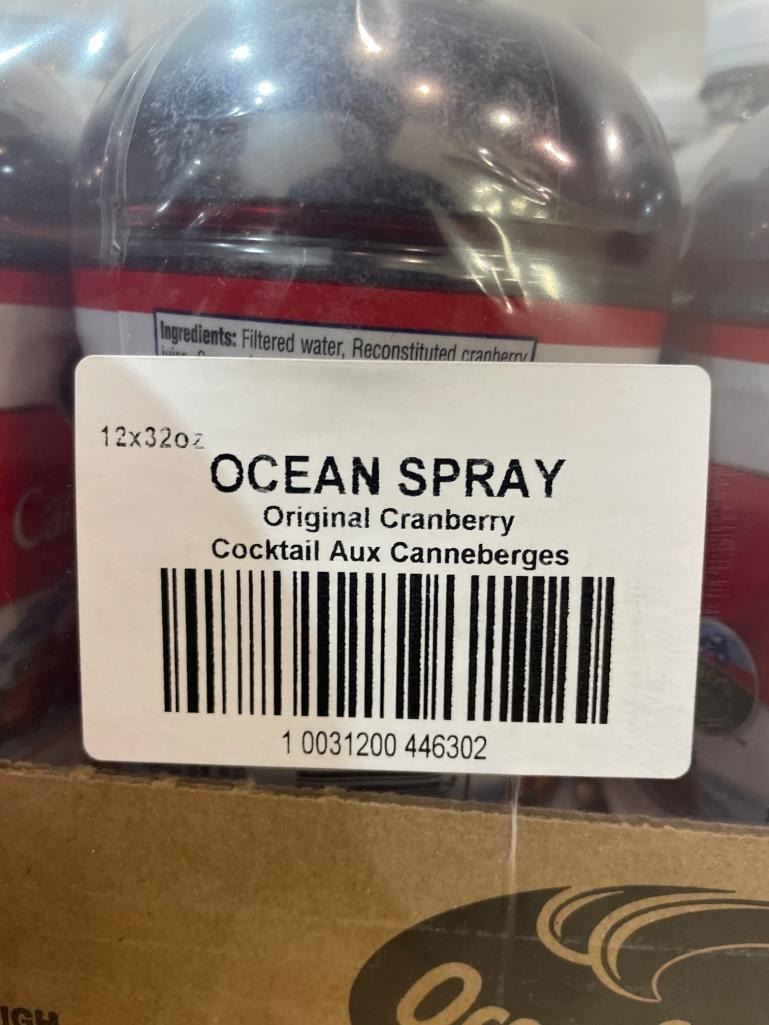 Ingredients: Filtered water, Reconstituted cranberry
12x32oz
OCEAN SPRAY
Original Cranberry
Cocktail Aux Canneberges
1 0031200 446302